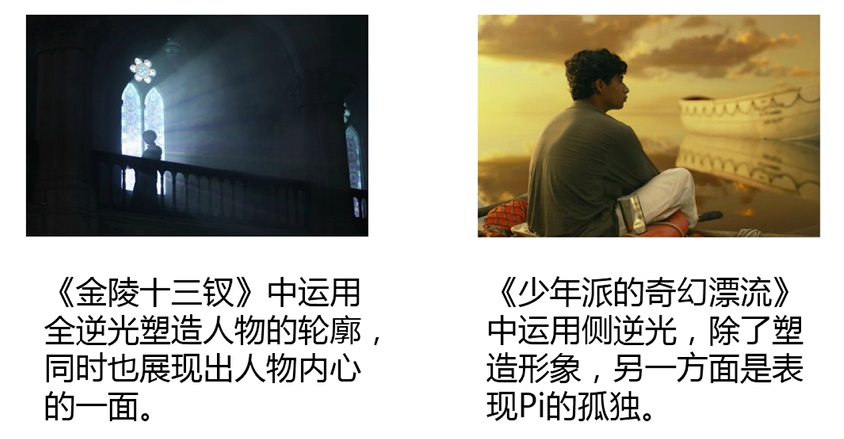 《金陵十三钗》中运用
全逆光塑造人物的轮廓，
同时也展现出人物内心
的一面。
《少年派的奇幻漂流》
中运用侧逆光，除了塑
造形象，另一方面是表
现Pi的孤独。